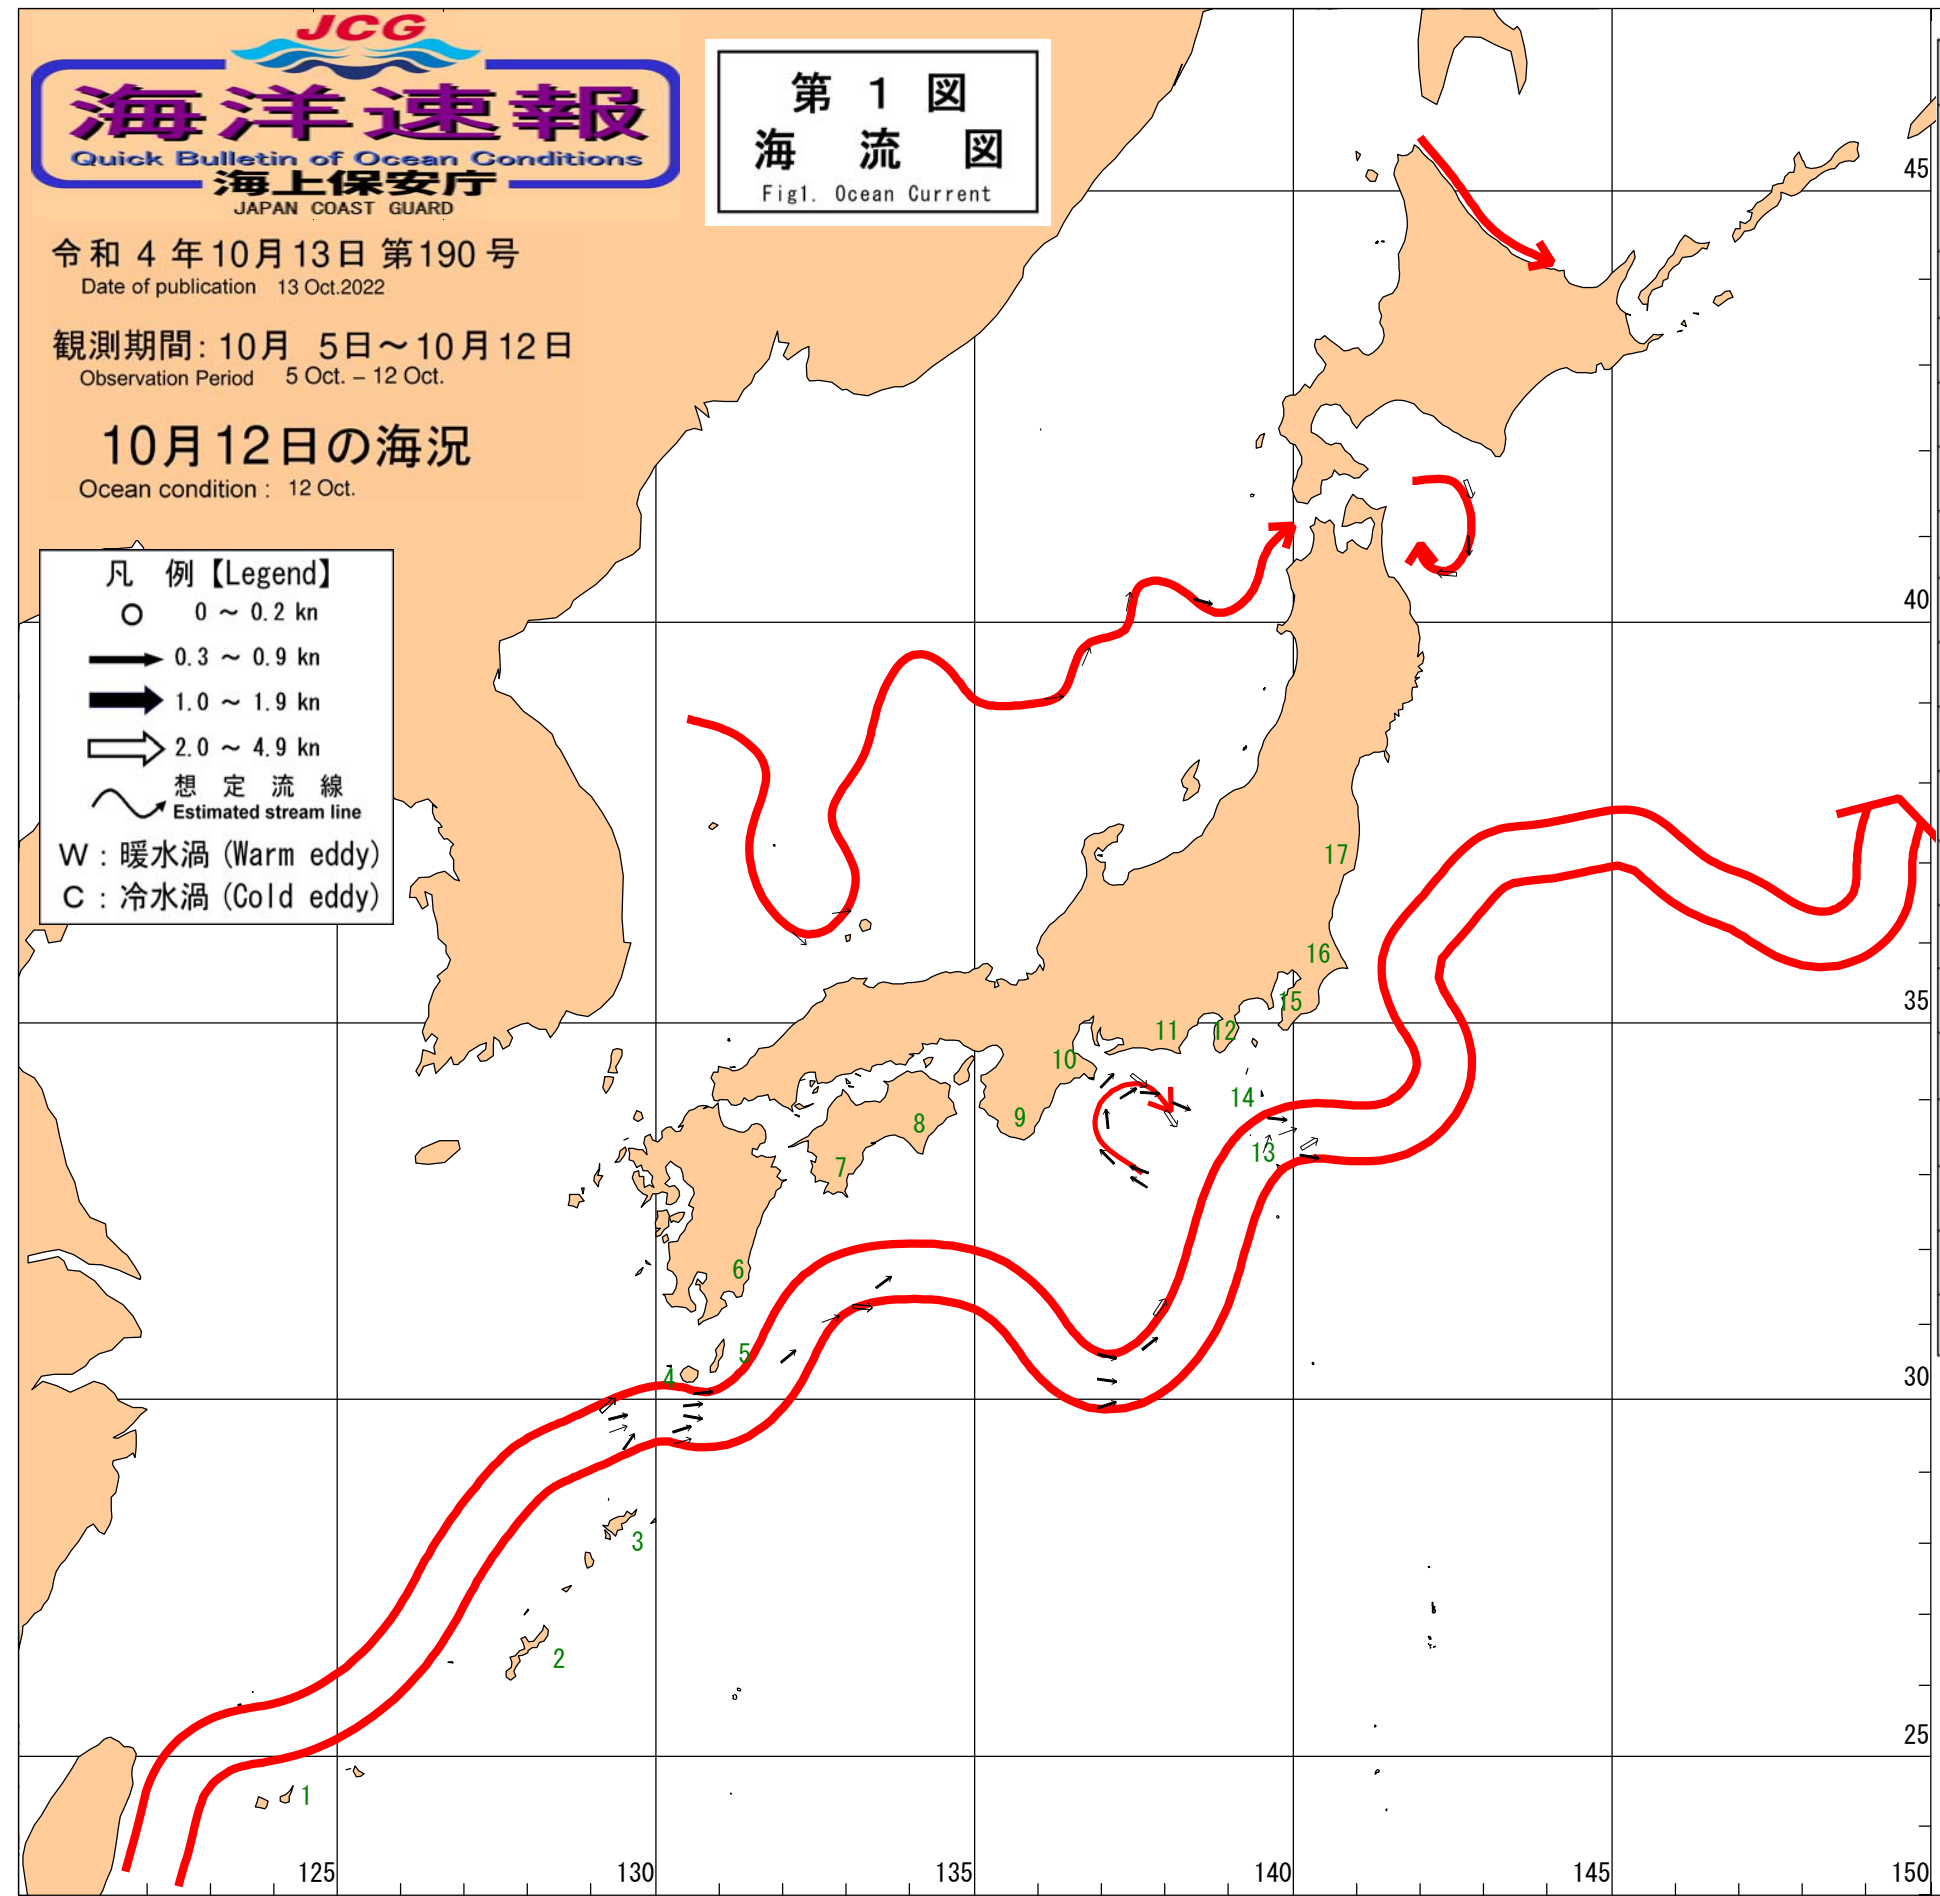 JCG
海洋速報
Quick Bulletin of Ocean Conditions
海上保安庁
JAPAN COAST GUARD
第 1 図
海 流 図
Fig1. Ocean Current
令和 4 年10月13日 第190号
Date of publication 13 Oct.2022
観測期間: 10月 5日～10月12日
Observation Period 5 Oct. – 12 Oct.
10月12日の海況
Ocean condition : 12 Oct.
凡 例【Legend】
0 ～ 0.2 kn
0.3 ～ 0.9 kn
1.0 ～ 1.9 kn
2.0 ～ 4.9 kn
想 定 流 線
Estimated stream line
W : 暖水渦 (Warm eddy)
C : 冷水渦 (Cold eddy)
45
40
17
16
35
15
12
11
10
14
9
8
13
7
6
5
4
30
3
2
25
1
125
130
135
140
145
150